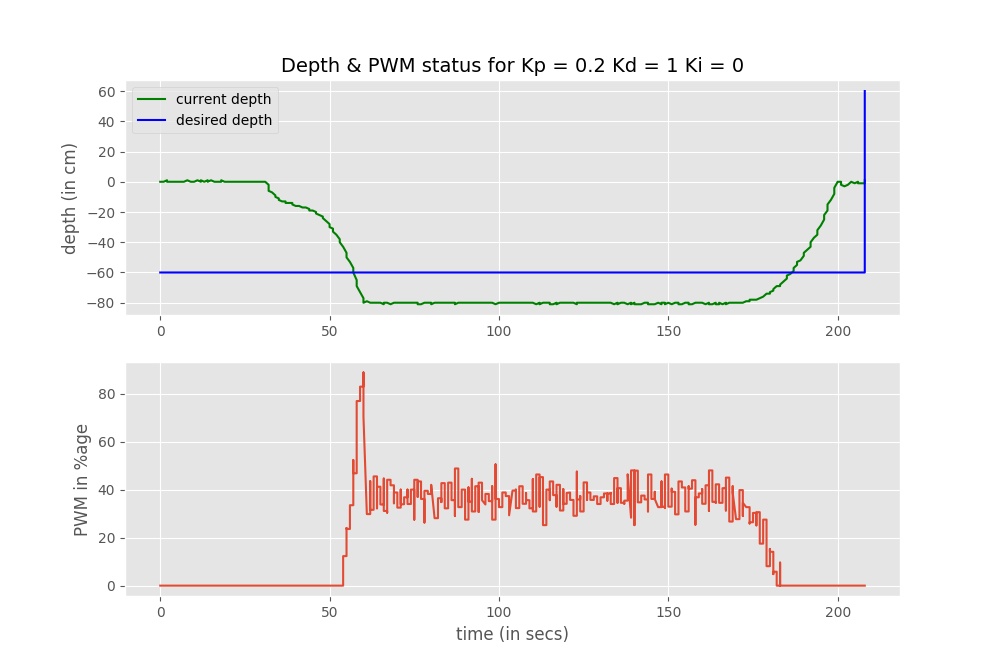 Depth & PWM status for Kp = 0.2 Kd = 1 Ki = 0
current depth
desired depth
depth (in cm)
60
40
20
0
−20
−40
−60
−80
0 50 100 150 200
PWM in %age
80
60
40
20
0
0 50 100 150 200
time (in secs)